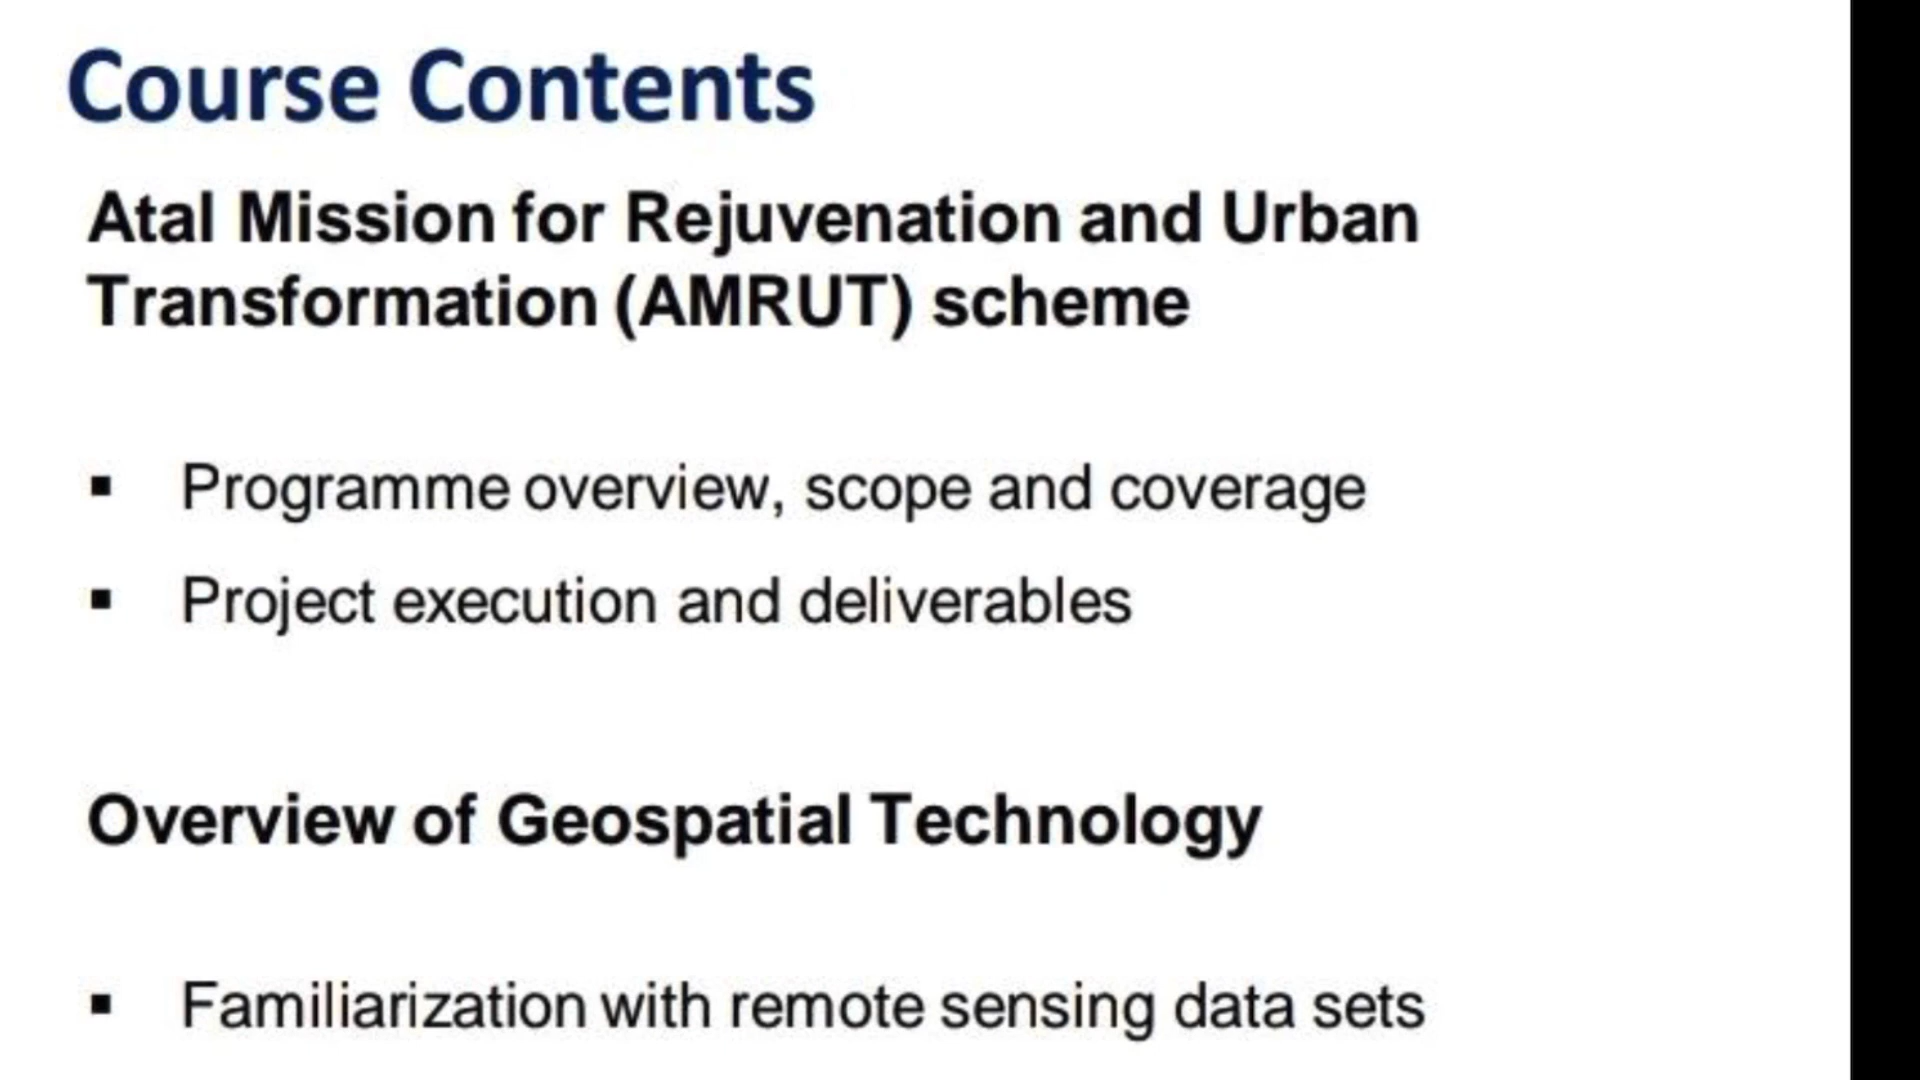 Course Contents
Atal Mission for Rejuvenation and Urban
Transformation (AMRUT) scheme
▪ Programme overview, scope and coverage
▪ Project execution and deliverables
Overview of Geospatial Technology
▪ Familiarization with remote sensing data sets